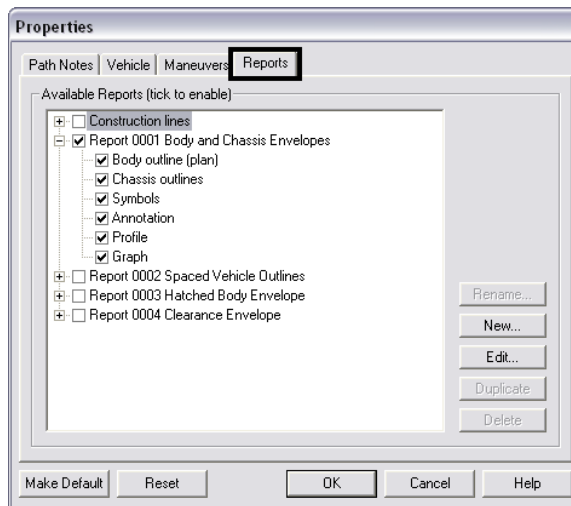 Properties
Path Notes Vehicle Maneuvers Reports
Available Reports (tick to enable)
Construction lines
Report 0001 Body and Chassis Envelopes
Body outline (plan)
Chassis outlines
Symbols
Annotation
Profile
Graph
Report 0002 Spaced Vehicle Outlines
Report 0003 Hatched Body Envelope
Report 0004 Clearance Envelope
Rename...
New...
Edit...
Duplicate
Delete
Make Default Reset OK Cancel Help